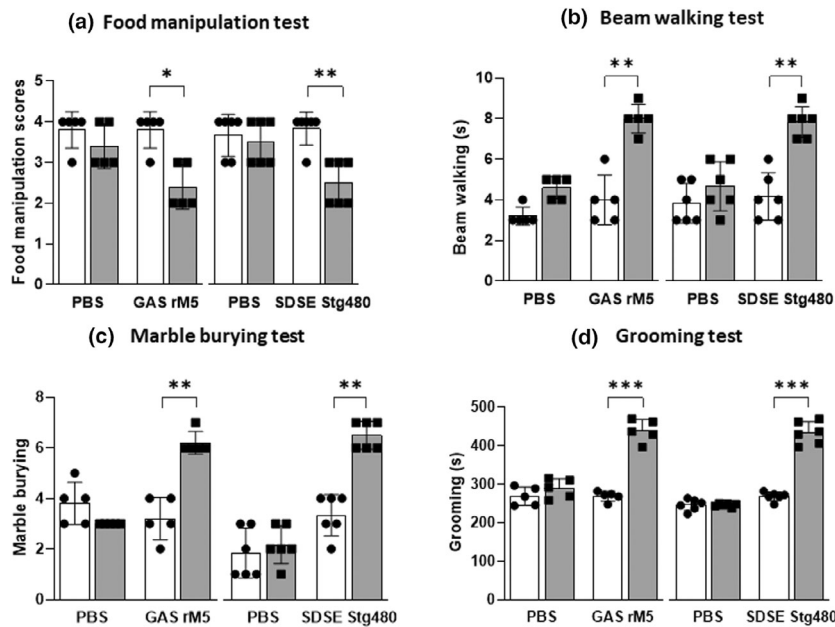 (a) Food manipulation test
Food manipulation scores
5
4
3
2
1
0
*
**
PBS GAS rM5 PBS SDSE Stg480
(b) Beam walking test
Beam walking (s)
10
8
6
4
2
0
**
**
PBS GAS rM5 PBS SDSE Stg480
(c) Marble burying test
Marble burying
8
6
4
2
0
**
**
PBS GAS rM5 PBS SDSE Stg480
(d) Grooming test
Grooming (s)
500
400
300
200
100
0
***
***
PBS GAS rM5 PBS SDSE Stg480